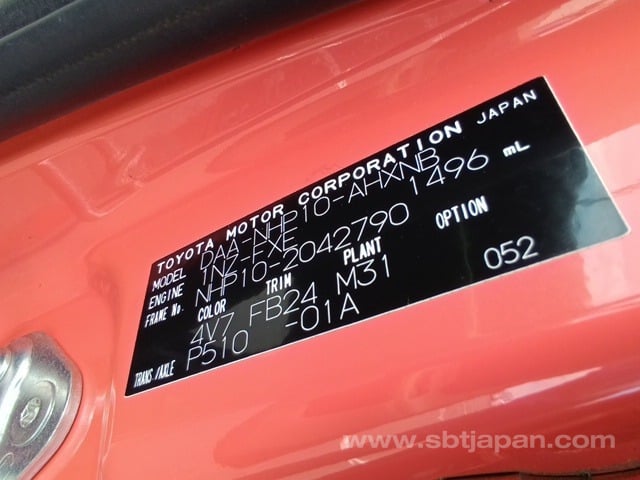 TOYOTA MOTOR CORPORATION JAPAN
MODEL DAA-NHP10-AHXNB
ENGINE 1NZ-FXE 1496 mL
FRAME No. NHP10-2042790
COLOR TRIM PLANT OPTION
4V7 FB24 M31 052
TRANS/AXLE P510 -01A
www.sbtjapan.com